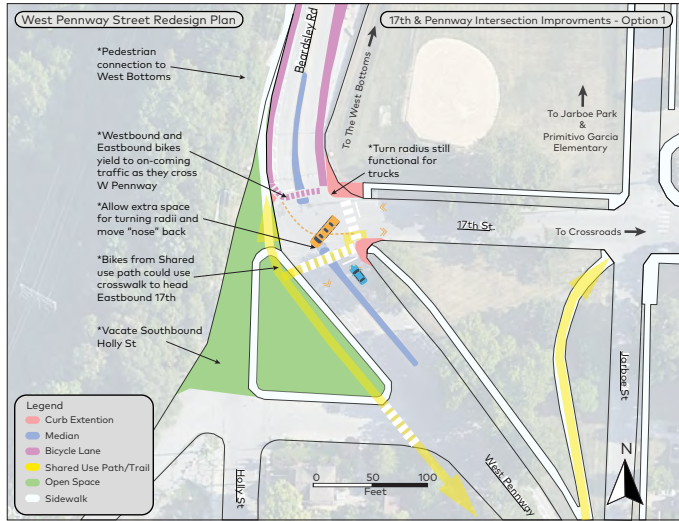 West Pennway Street Redesign Plan
17th & Pennway Intersection Improvments - Option 1
*Pedestrian
connection to
West Bottoms
Beardsley Rd
To The West Bottoms
To Jarboe Park
&
Primitivo Garcia
Elementary
*Westbound and
Eastbound bikes
yield to on-coming
traffic as they cross
W Pennway
*Turn radius still
functional for
trucks
*Allow extra space
for turning radii and
move "nose" back
17th St
To Crossroads
*Bikes from Shared
use path could use
crosswalk to head
Eastbound 17th
*Vacate Southbound
Holly St
Jarboe St
Legend
Curb Extention
Median
Bicycle Lane
Shared Use Path/Trail
Open Space
Sidewalk
Holly St
0 50 100
Feet
West Pennway
N